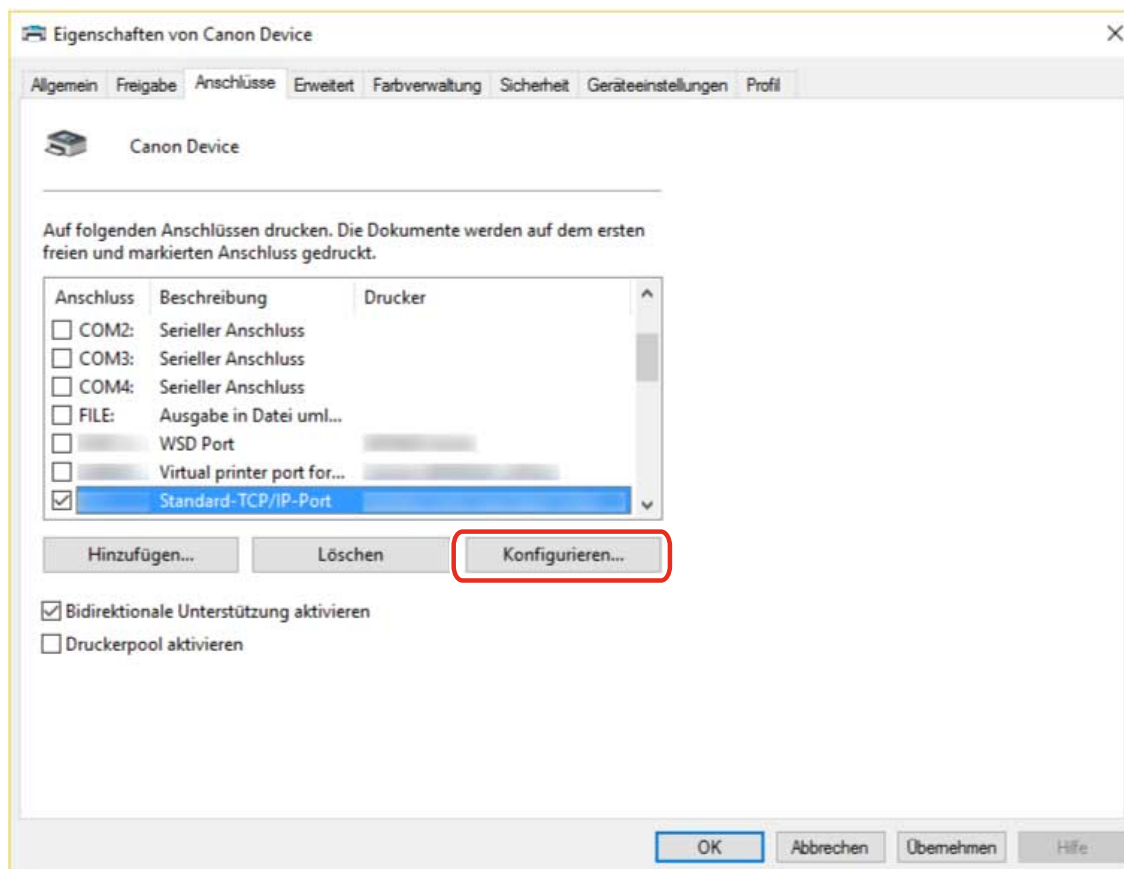 Eigenschaften von Canon Device
Allgemein Freigabe Anschlüsse Erweitert Farbverwaltung Sicherheit Geräteeinstellungen Profil
Canon Device
Auf folgenden Anschlüssen drucken. Die Dokumente werden auf dem ersten
freien und markierten Anschluss gedruckt.
Anschluss Beschreibung Drucker
COM2: Serieller Anschluss
COM3: Serieller Anschluss
COM4: Serieller Anschluss
FILE: Ausgabe in Datei uml...
WSD Port
Virtual printer port for...
Standard-TCP/IP-Port
Hinzufügen... Löschen Konfigurieren...
Bidirektionale Unterstützung aktivieren
Druckerpool aktivieren
OK Abbrechen Übernehmen Hilfe